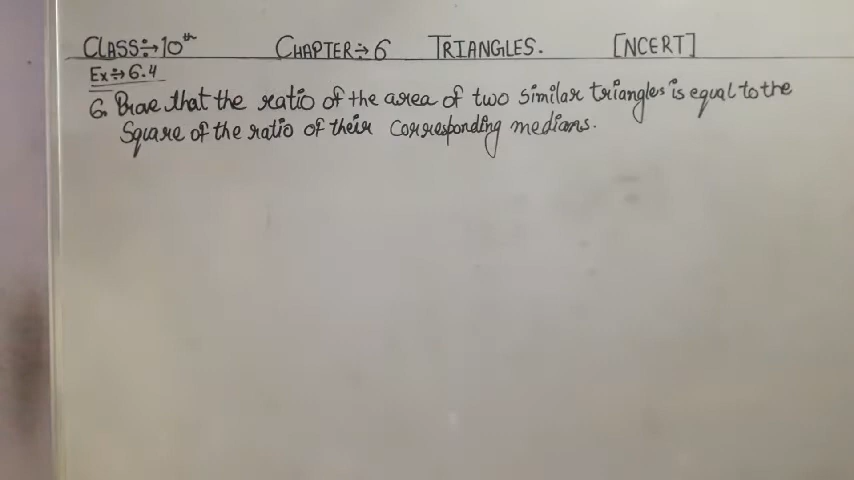 CLASS÷10th CHAPTER÷6 TRIANGLES. [NCERT]
Ex÷6.4
6. Prove that the ratio of the area of two similar triangles is equal to the
Square of the ratio of their corresponding medians.